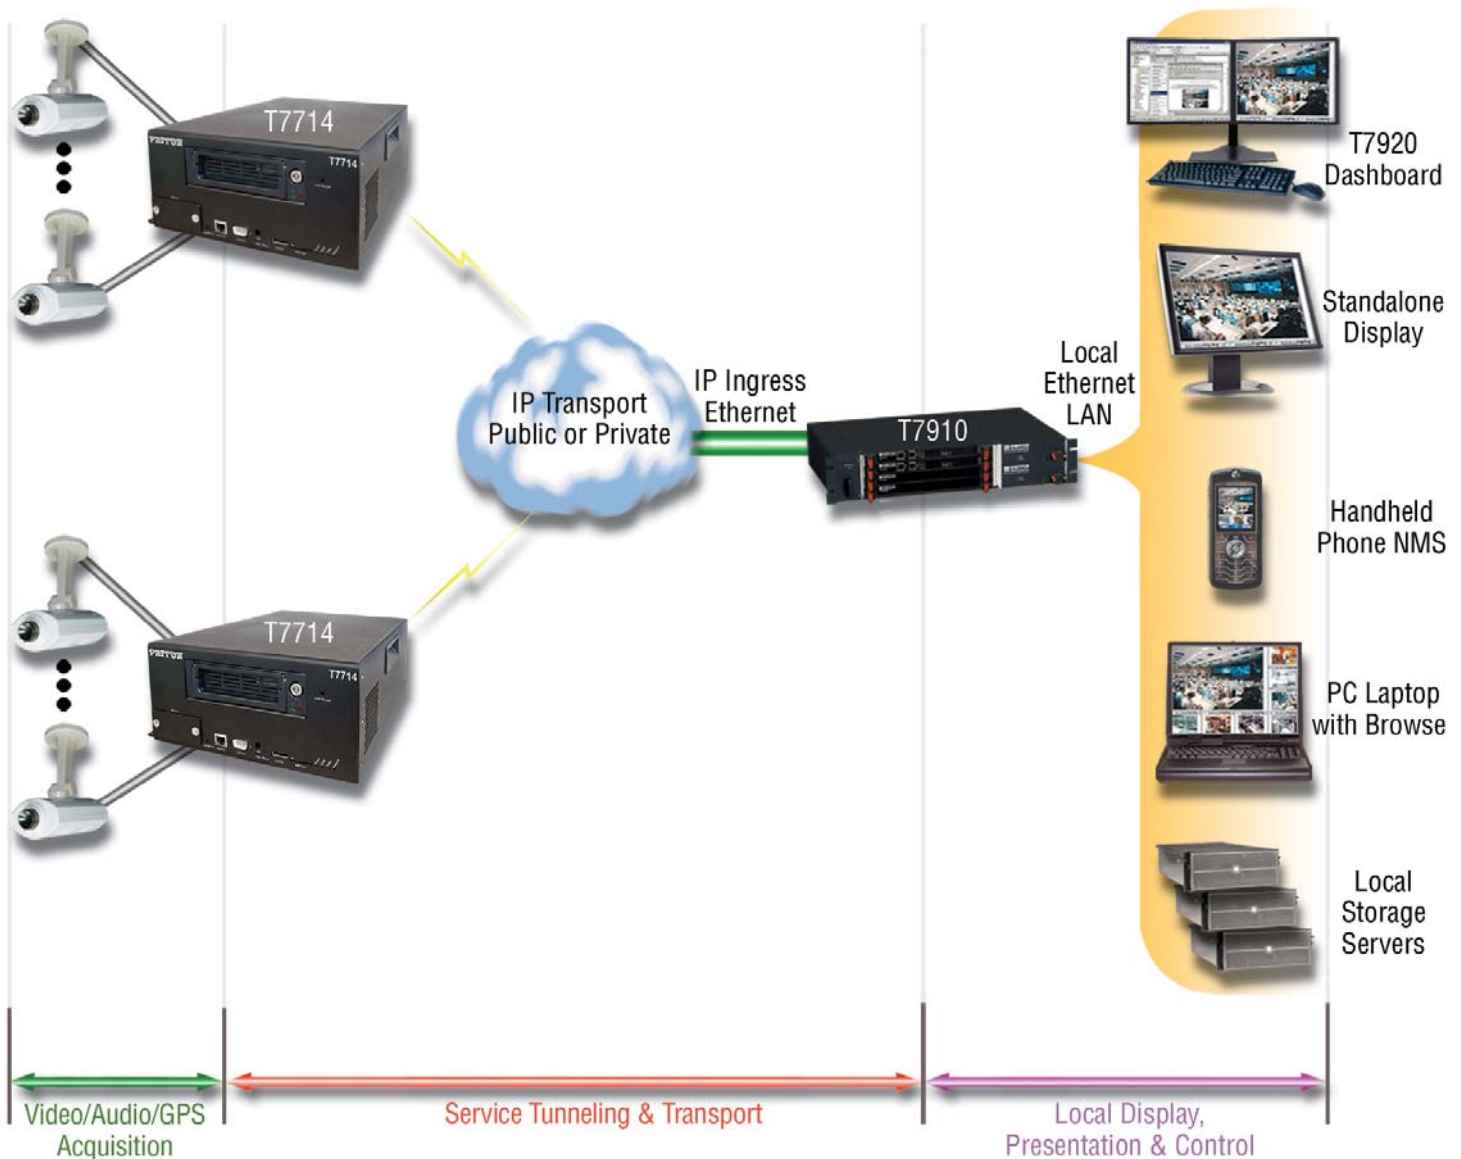 T7714
PATTON
T7714
T7920
Dashboard
Standalone
Display
IP Transport
Public or Private
IP Ingress
Ethernet
T7910
Local
Ethernet
LAN
Handheld
Phone NMS
T7714
PATTON
T7714
PC Laptop
with Browse
Local
Storage
Servers
Video/Audio/GPS
Acquisition
Service Tunneling & Transport
Local Display,
Presentation & Control